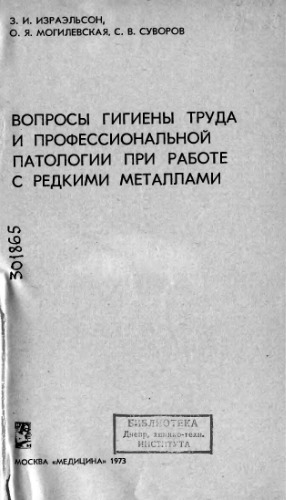 З. И. ИЗРАЭЛЬСОН,
О. Я. МОГИЛЕВСКАЯ, С. В. СУВОРОВ
ВОПРОСЫ ГИГИЕНЫ ТРУДА
И ПРОФЕССИОНАЛЬНОЙ
ПАТОЛОГИИ ПРИ РАБОТЕ
С РЕДКИМИ МЕТАЛЛАМИ
301865
БИБЛИОТЕКА
Днепр. химико-техн.
ИНСТИТУТА
МОСКВА «МЕДИЦИНА» 1973